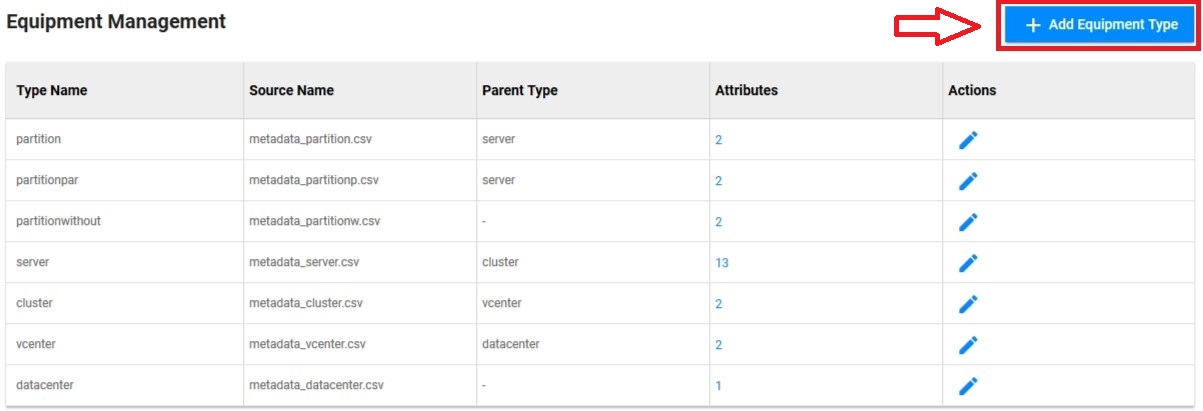 Equipment Management
+ Add Equipment Type
Type Name Source Name Parent Type Attributes Actions
partition metadata_partition.csv server 2
partitionpar metadata_partitionp.csv server 2
partitionwithout metadata_partitionw.csv - 2
server metadata_server.csv cluster 13
cluster metadata_cluster.csv vcenter 2
vcenter metadata_vcenter.csv datacenter 2
datacenter metadata_datacenter.csv - 1